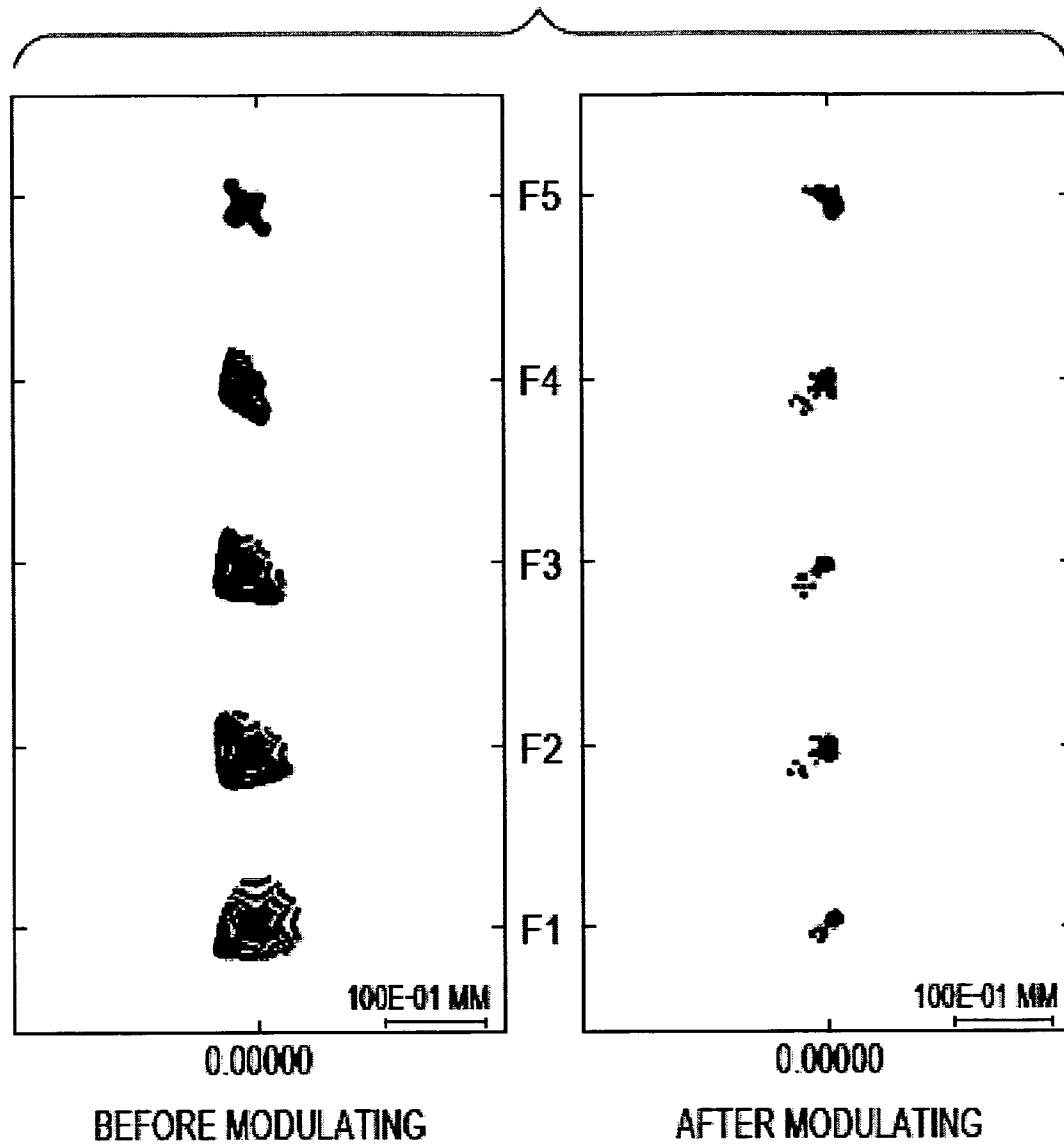 F5
F4
F3
F2
F1
100E-01 MM
100E-01 MM
0.00000
0.00000
BEFORE MODULATING
AFTER MODULATING